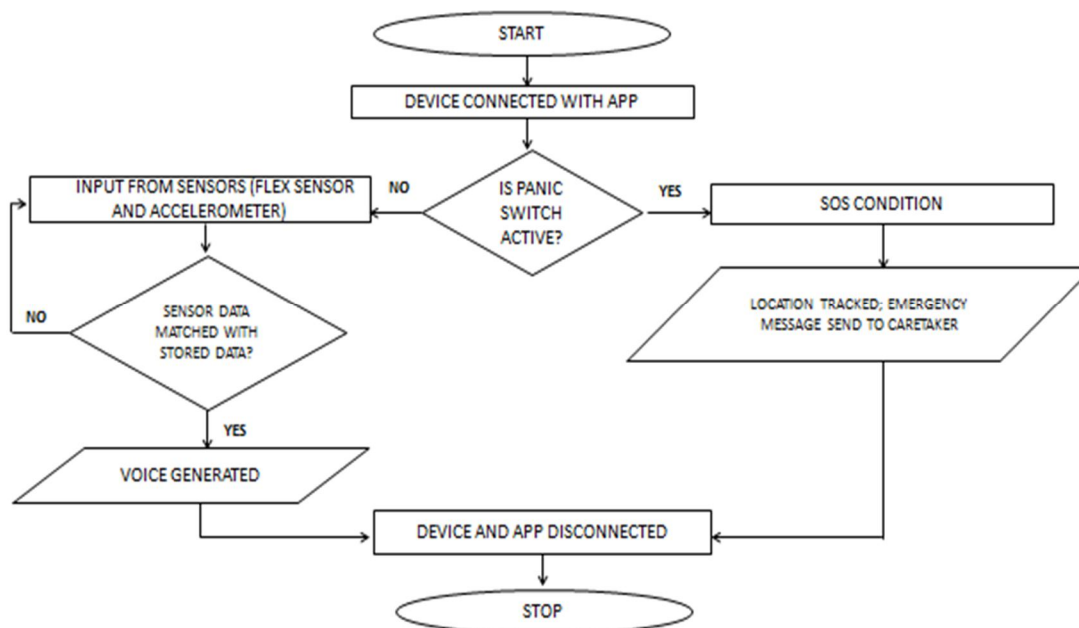 START
DEVICE CONNECTED WITH APP
IS PANIC
SWITCH
ACTIVE?
NO
YES
INPUT FROM SENSORS (FLEX SENSOR
AND ACCELEROMETER)
SOS CONDITION
SENSOR DATA
MATCHED WITH
STORED DATA?
NO
YES
LOCATION TRACKED; EMERGENCY
MESSAGE SEND TO CARETAKER
VOICE GENERATED
DEVICE AND APP DISCONNECTED
STOP